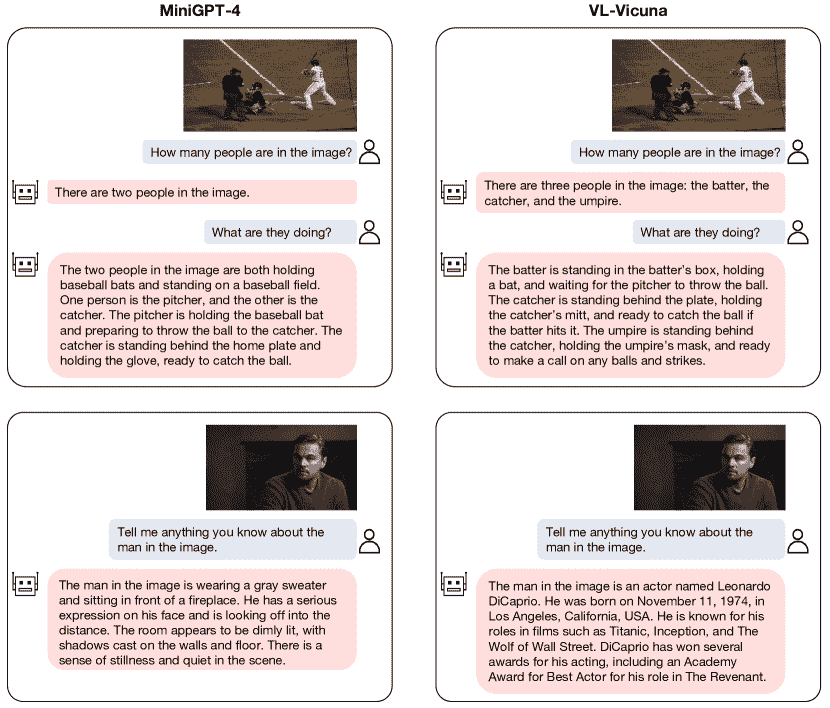 MiniGPT-4
How many people are in the image?
There are two people in the image.
What are they doing?
The two people in the image are both holding
baseball bats and standing on a baseball field.
One person is the pitcher, and the other is the
catcher. The pitcher is holding the baseball bat
and preparing to throw the ball to the catcher. The
catcher is standing behind the home plate and
holding the glove, ready to catch the ball.
Tell me anything you know about the
man in the image.
The man in the image is wearing a gray sweater
and sitting in front of a fireplace. He has a serious
expression on his face and is looking off into the
distance. The room appears to be dimly lit, with
shadows cast on the walls and floor. There is a
sense of stillness and quiet in the scene.
VL-Vicuna
How many people are in the image?
There are three people in the image: the batter, the
catcher, and the umpire.
What are they doing?
The batter is standing in the batter's box, holding
a bat, and waiting for the pitcher to throw the ball.
The catcher is standing behind the plate, holding
the catcher's mitt, and ready to catch the ball if
the batter hits it. The umpire is standing behind
the catcher, holding the umpire's mask, and ready
to make a call on any balls and strikes.
Tell me anything you know about the
man in the image.
The man in the image is an actor named Leonardo
DiCaprio. He was born on November 11, 1974, in
Los Angeles, California, USA. He is known for his
roles in films such as Titanic, Inception, and The
Wolf of Wall Street. DiCaprio has won several
awards for his acting, including an Academy
Award for Best Actor for his role in The Revenant.